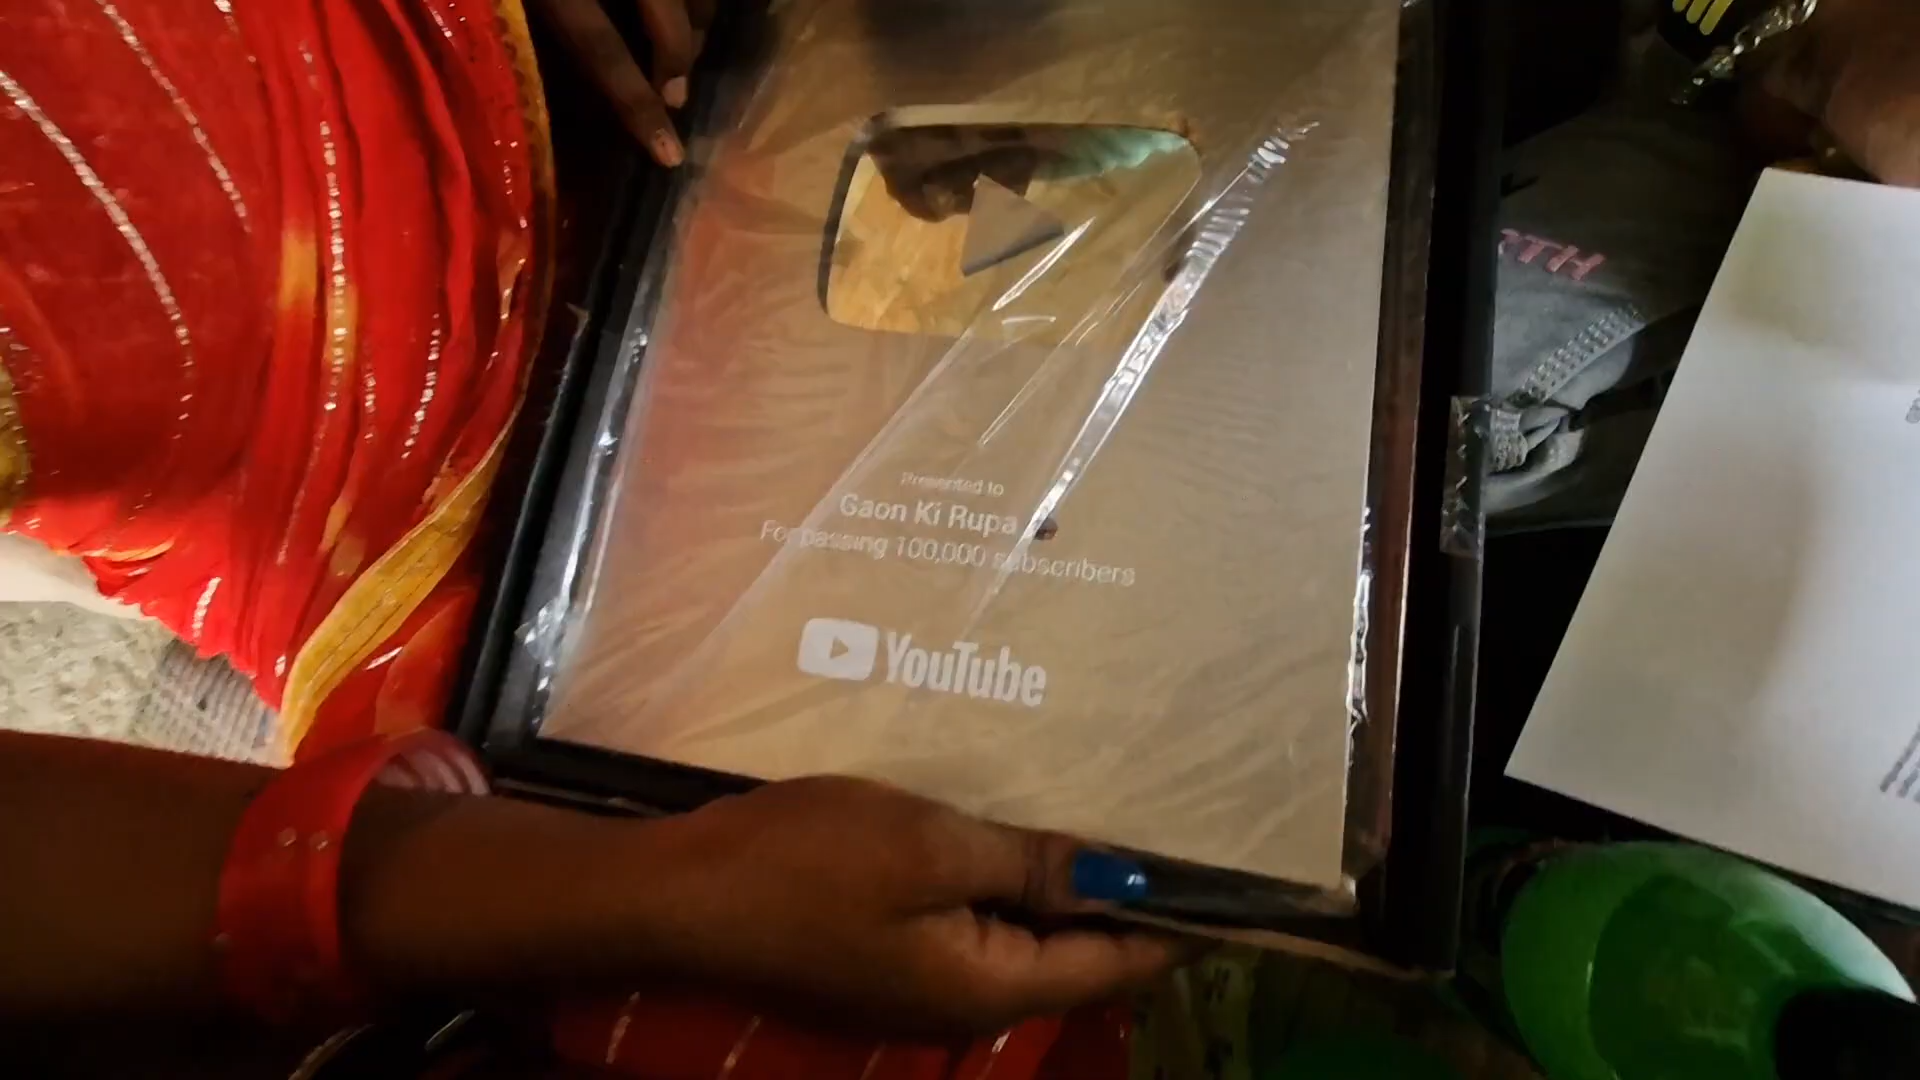 Presented to
Gaon Ki Rupa
For passing 100,000 subscribers
YouTube